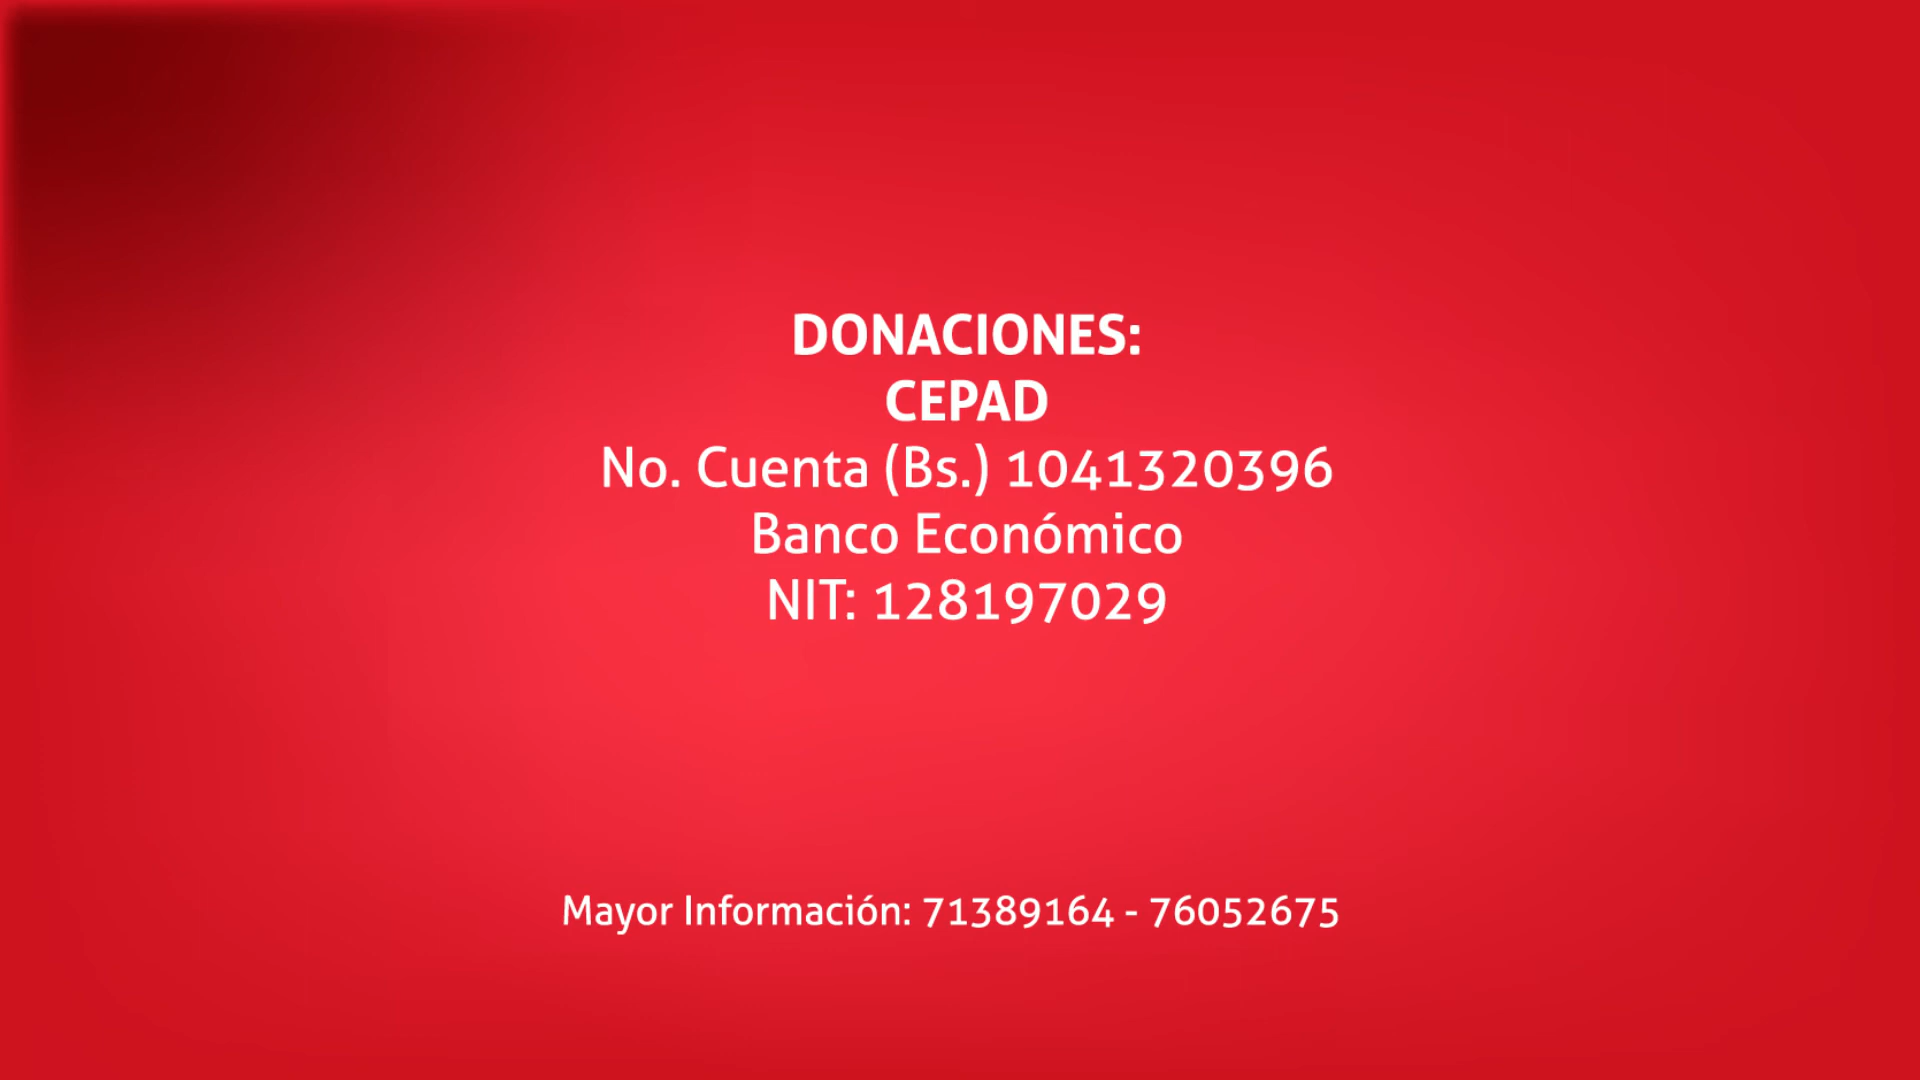 DONACIONES:
CEPAD
No. Cuenta (Bs.) 1041320396
Banco Económico
NIT: 128197029
Mayor Información: 71389164 - 76052675